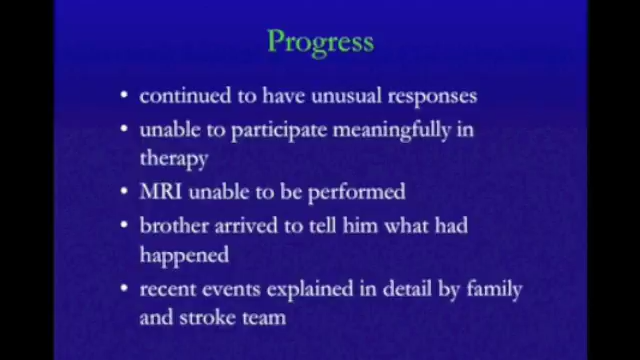 Progress
• continued to have unusual responses
• unable to participate meaningfully in
therapy
• MRI unable to be performed
• brother arrived to tell him what had
happened
• recent events explained in detail by family
and stroke team